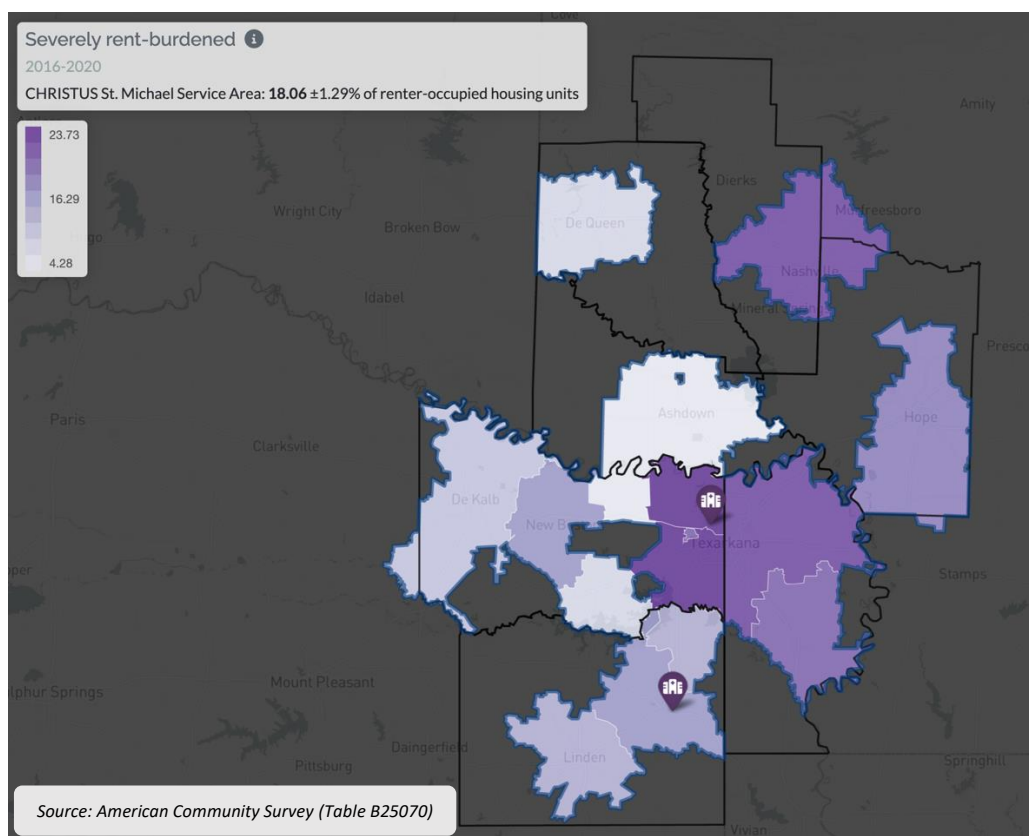 Severely rent-burdened
2016-2020
CHRISTUS St. Michael Service Area: 18.06 ±1.29% of renter-occupied housing units
23.73
16.29
4.28
Amity
Dierks
Wright City
Murfreesboro
De Queen
Broken Bow
Nashville
Idabel
Mineral Springs
Paris
Ashdown
Hope
Clarksville
De Kalb
Texarkana
Stamps
Mount Pleasant
Daingerfield
Linden
Pittsburg
Springhill
Vivian
Source: American Community Survey (Table B25070)